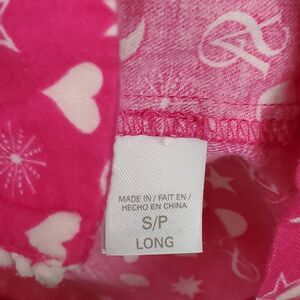 MADE IN / FAIT EN /
HECHO EN CHINA
S/P
LONG